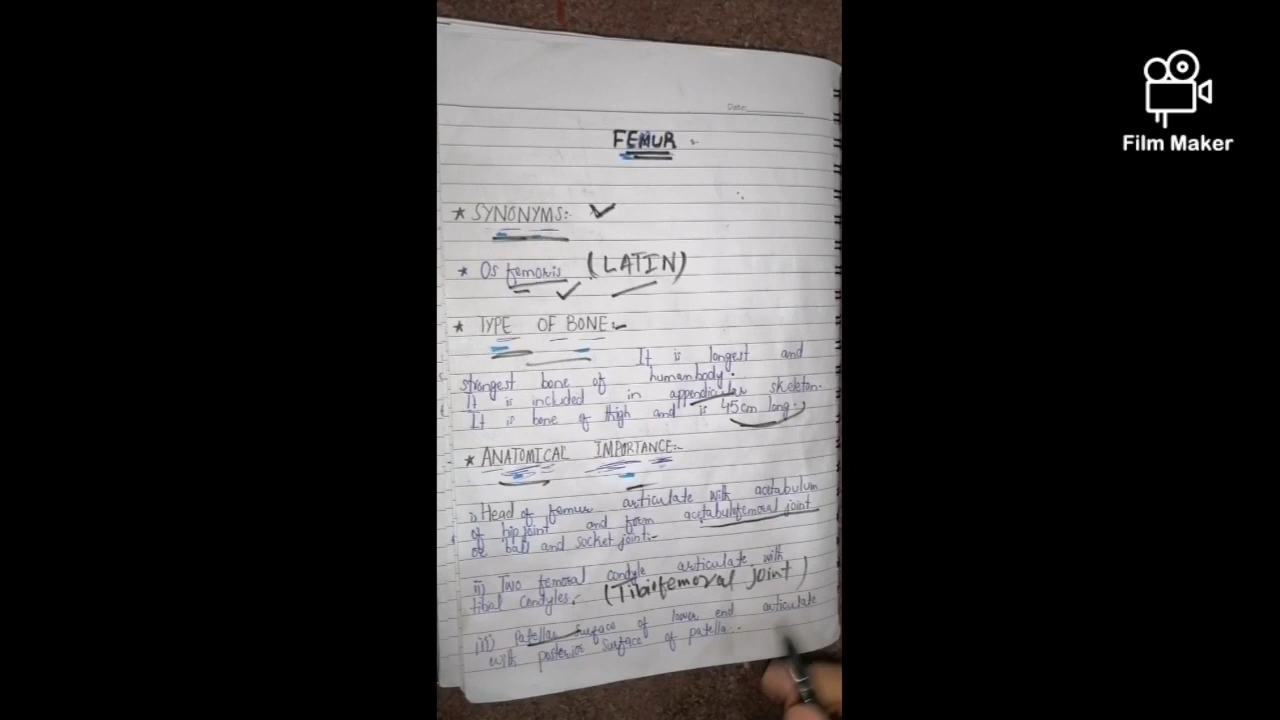 Date:
FEMUR :-
* SYNONYMS:-
* Os femoris (LATIN)
* TYPE OF BONE:-
It is longest and
strongest bone of humanbody.
It is included in appendicular skeleton.
It is bone of thigh and is 45cm long.
* ANATOMICAL IMPORTANCE:-
i) Head of femur articulate with acetabulum
of hip joint and form acetabulofemoral joint
or ball and socket joint:-
ii) Two femoral condyle articulate with
tibial condyles. (Tibiofemoral joint)
iii) Patellar surface of lower end articulate
with posterior surface of patella.
Film Maker